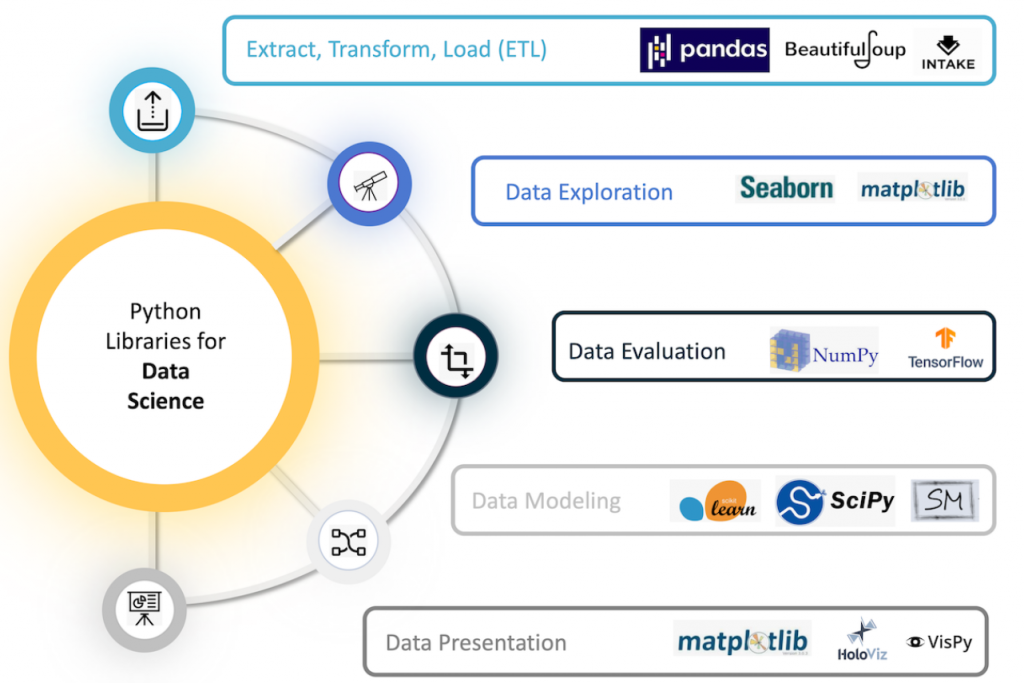 Extract, Transform, Load (ETL)
pandas
BeautifulSoup
INTAKE
Data Exploration
Seaborn
matplotlib
Python
Libraries for
Data
Science
Data Evaluation
NumPy
TensorFlow
Data Modeling
scikit
learn
SciPy
SM
Data Presentation
matplotlib
HoloViz
VisPy